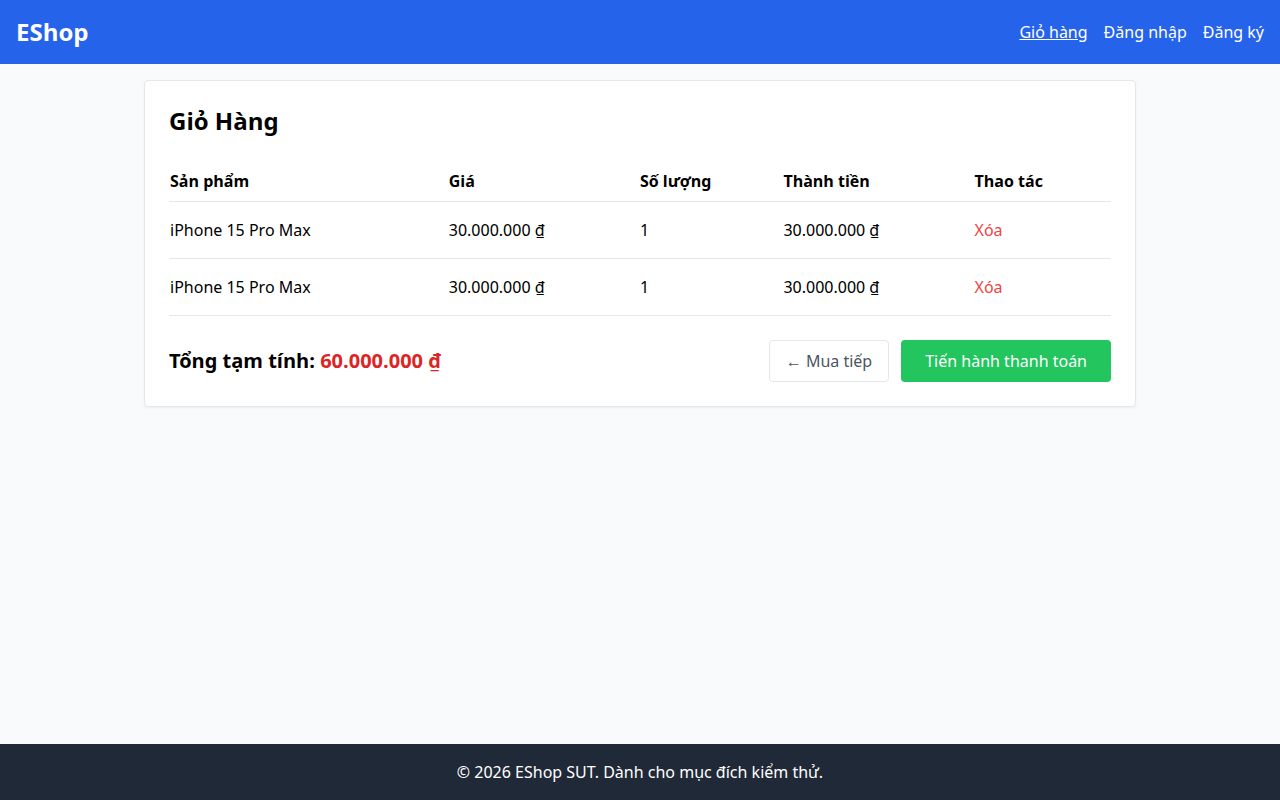 EShop
Giỏ hàng Đăng nhập Đăng ký
Giỏ Hàng
Sản phẩm Giá Số lượng Thành tiền Thao tác
iPhone 15 Pro Max 30.000.000 ₫ 1 30.000.000 ₫ Xóa
iPhone 15 Pro Max 30.000.000 ₫ 1 30.000.000 ₫ Xóa
Tổng tạm tính: 60.000.000 ₫ ← Mua tiếp Tiến hành thanh toán
© 2026 EShop SUT. Dành cho mục đích kiểm thử.